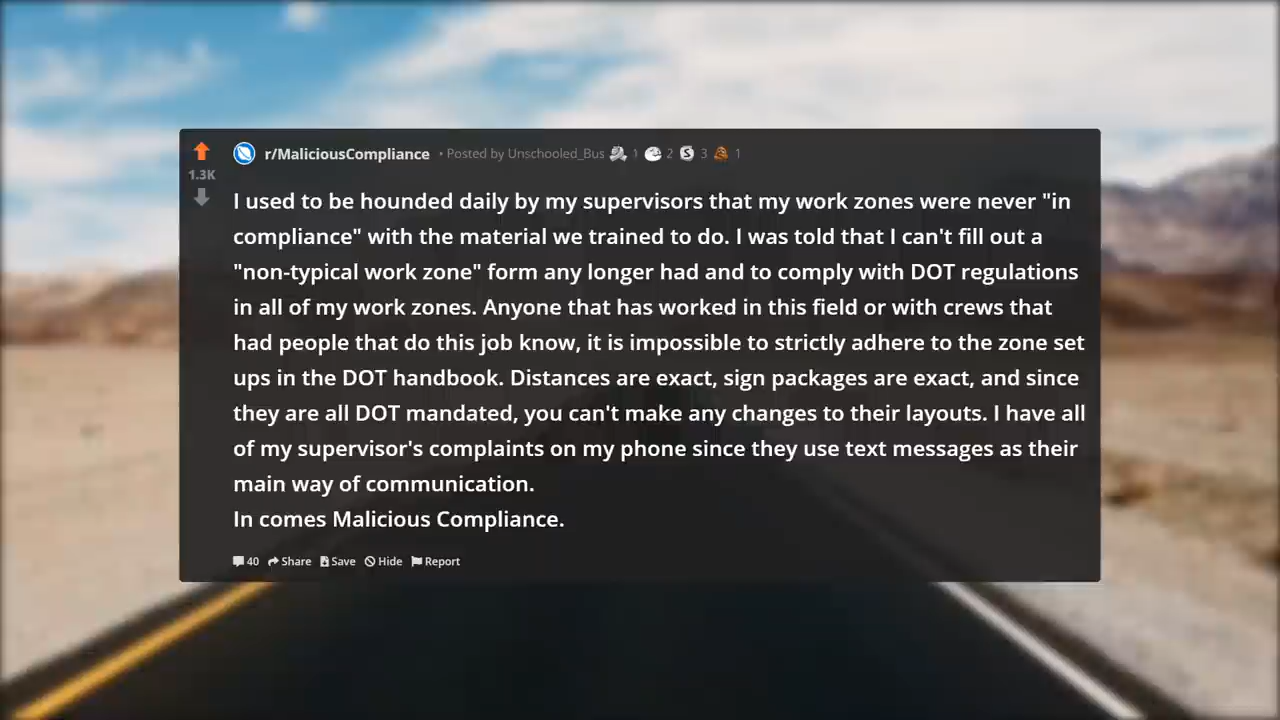 r/MaliciousCompliance • Posted by Unschooled_Bus 1 2 3 1
1.3K
I used to be hounded daily by my supervisors that my work zones were never "in
compliance" with the material we trained to do. I was told that I can't fill out a
"non-typical work zone" form any longer had and to comply with DOT regulations
in all of my work zones. Anyone that has worked in this field or with crews that
had people that do this job know, it is impossible to strictly adhere to the zone set
ups in the DOT handbook. Distances are exact, sign packages are exact, and since
they are all DOT mandated, you can't make any changes to their layouts. I have all
of my supervisor's complaints on my phone since they use text messages as their
main way of communication.
In comes Malicious Compliance.
40 Share Save Hide Report